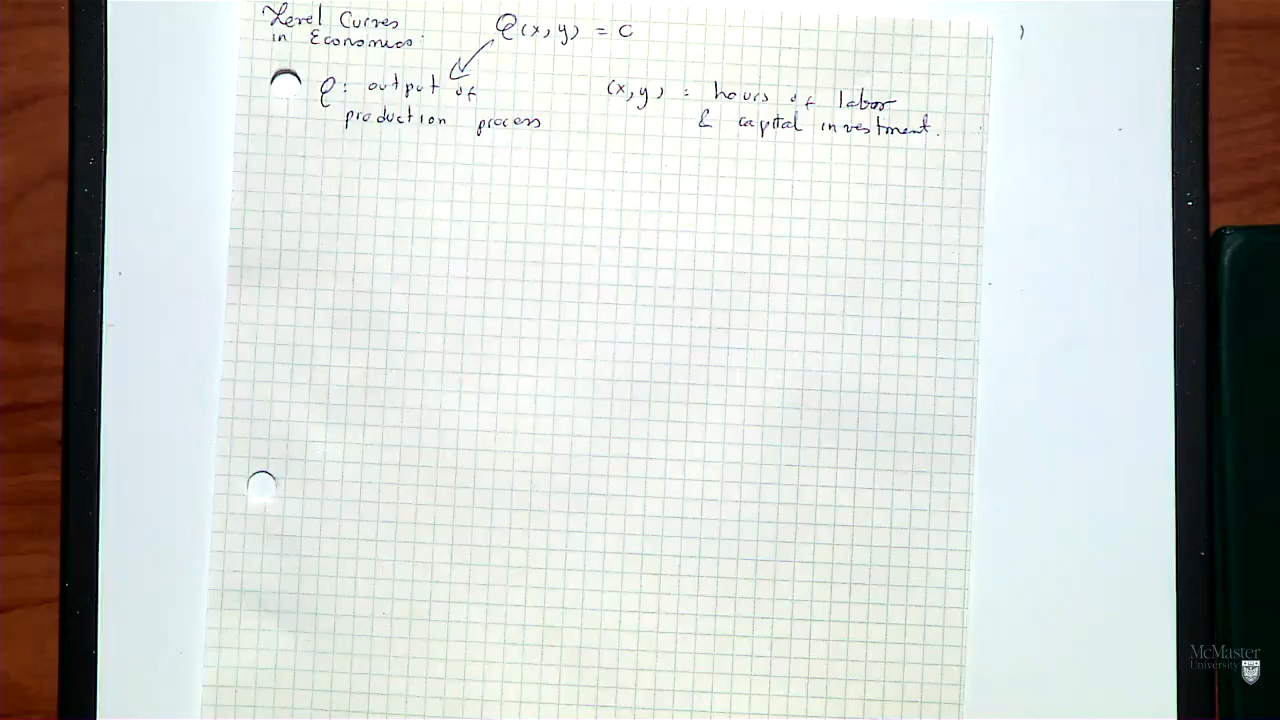 Level Curves
in Economics:
Q(x, y) = C
Q: output of
production process
(x, y) = hours of labor
& capital investment.
McMaster
University